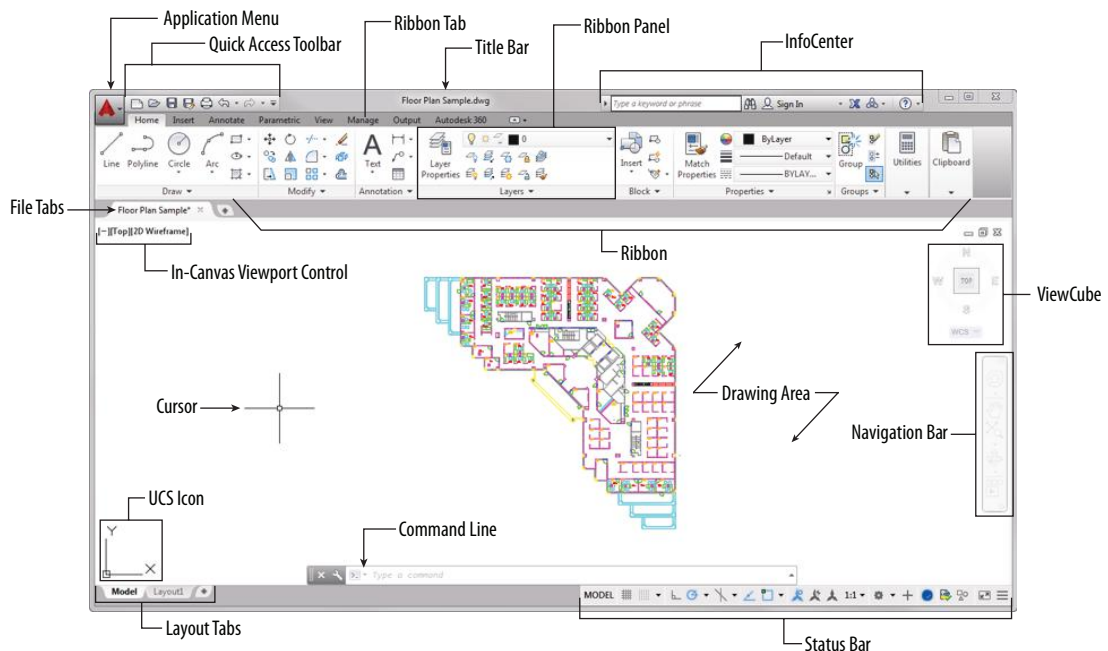 Application Menu
Quick Access Toolbar
Ribbon Tab
Title Bar
Ribbon Panel
InfoCenter
Floor Plan Sample.dwg
Type a keyword or phrase
Sign In
Home Insert Annotate Parametric View Manage Output Autodesk 360
Line Polyline Circle Arc
Draw
Modify
Text
Annotation
Layer
Properties
0
Layers
Insert
Block
Match
Properties
ByLayer
Default
BYLAY...
Properties
Group
Groups
Utilities
Clipboard
File Tabs
Floor Plan Sample*
[−][Top][2D Wireframe]
In-Canvas Viewport Control
Ribbon
N
W TOP E
S
WCS
ViewCube
Cursor
Drawing Area
Navigation Bar
UCS Icon
Y
X
Command Line
Type a command
Model Layout1 +
MODEL 1:1
Layout Tabs
Status Bar